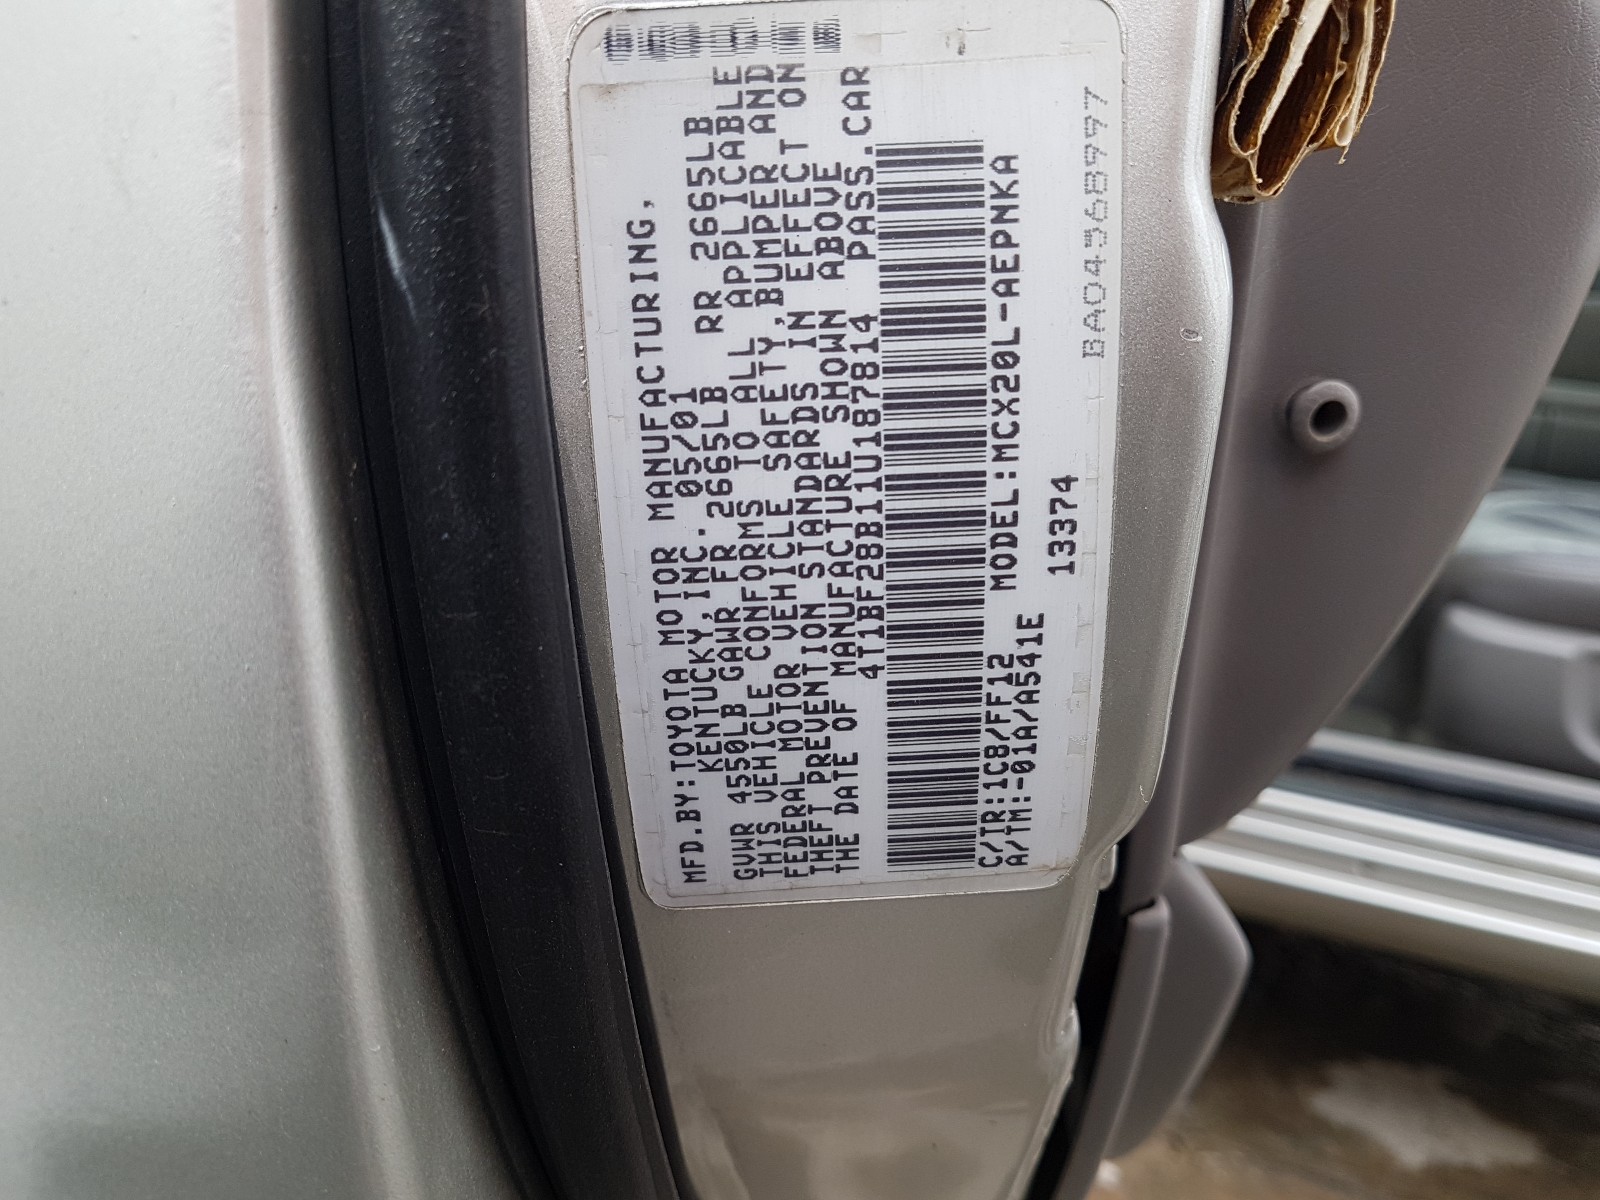 MFD.BY:TOYOTA MOTOR MANUFACTURING,
KENTUCKY,INC. 05/01
GVWR 4550LB GAWR FR 2665LB RR 2665LB
THIS VEHICLE CONFORMS TO ALL APPLICABLE
FEDERAL MOTOR VEHICLE SAFETY,BUMPER AND
THEFT PREVENTION STANDARDS IN EFFECT ON
THE DATE OF MANUFACTURE SHOWN ABOVE
4T1BF28B11U187814 PASS. CAR
C/TR:1C8/FF12 MODEL:MCX20L-AEPNKA
A/TM:-01A/A541E
13374
BA04568997